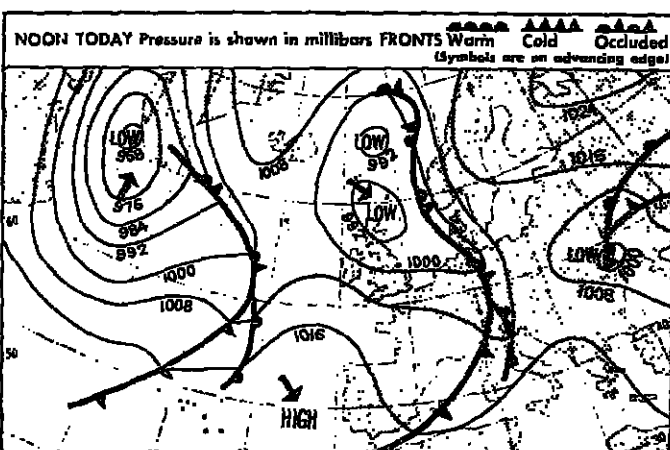 NOON TODAY Pressure is shown in millibars FRONTS Warm Cold Occluded
(Symbols are on advancing edge)
1024
LOW
968
LOW
992
1016
1008
976
LOW
984
992
LOW
1000
1000
1000
1008
1008
1016
HIGH
60
50